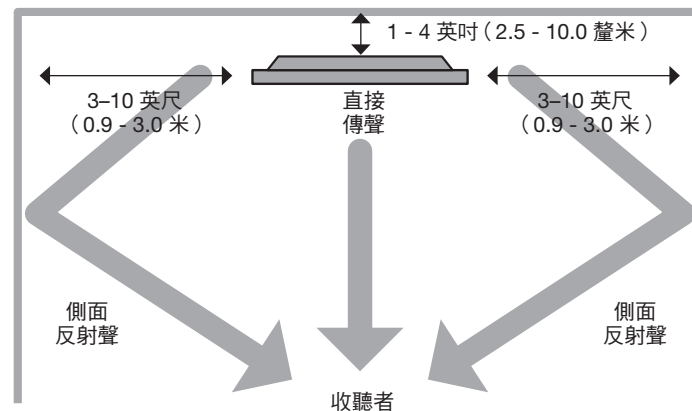 1 - 4 英吋（2.5 - 10.0 釐米）
3–10 英尺
（0.9 - 3.0 米）
直接
傳聲
3–10 英尺
（0.9 - 3.0 米）
側面
反射聲
側面
反射聲
收聽者